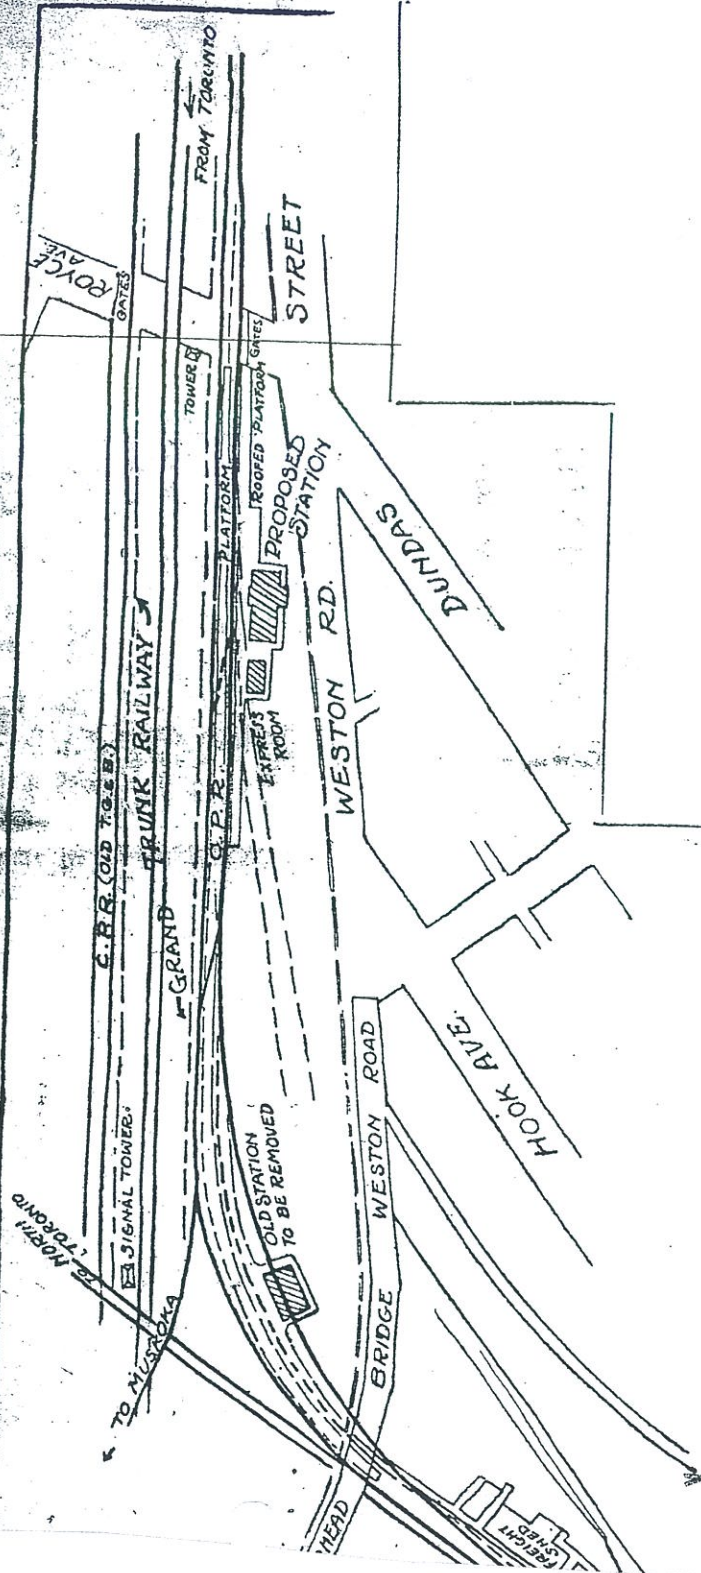 FROM TORONTO
ROYCE
AVE.
GATES
STREET
TOWER
GATES
PLATFORM
ROOFED PLATFORM
PROPOSED
STATION
DUNDAS
WESTON RD.
EXPRESS
ROOM
C.P.R.
GRAND TRUNK RAILWAY
C.P.R. (OLD T.G.& B.)
SIGNAL TOWER.
TO NORTH
TORONTO
TO MUSKOKA
OLD STATION
TO BE REMOVED
WESTON ROAD
BRIDGE
HOOK AVE.
HEAD
FREIGHT
SHED